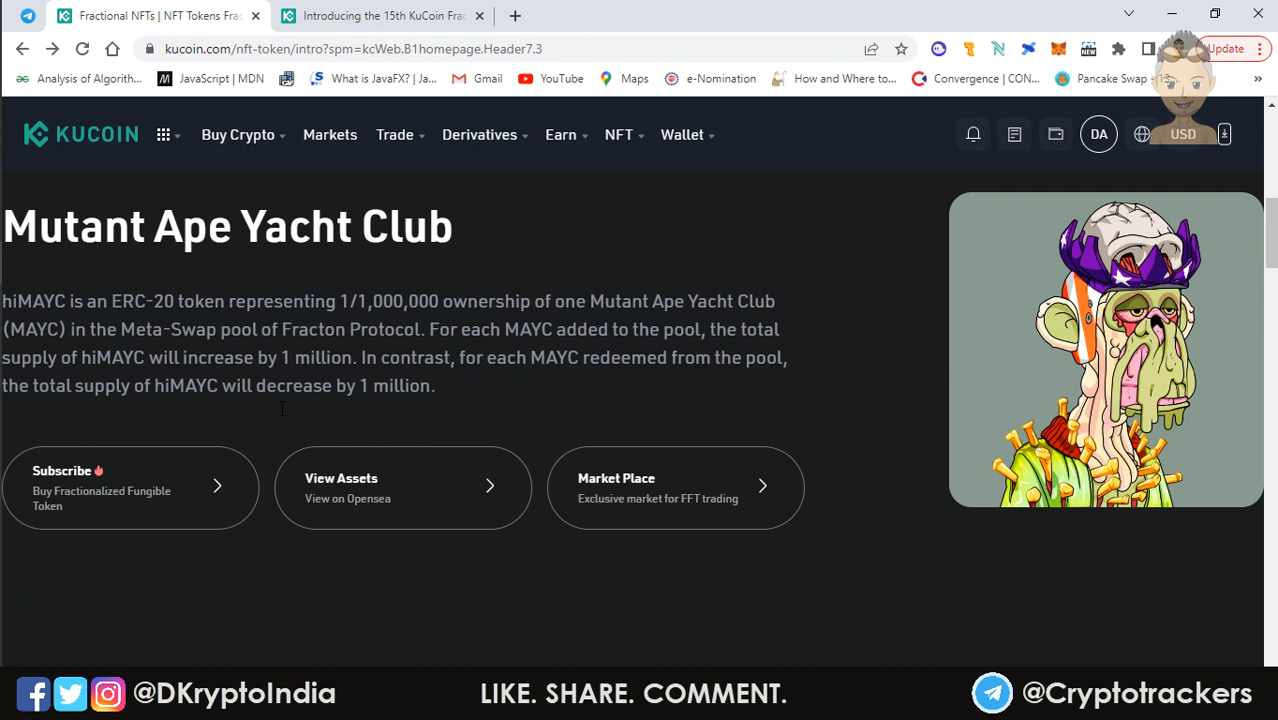 Fractional NFTs | NFT Tokens Frac
Introducing the 15th KuCoin Frac
kucoin.com/nft-token/intro?spm=kcWeb.B1homepage.Header7.3
Update
Analysis of Algorith...
JavaScript | MDN
What is JavaFX? | Ja...
Gmail
YouTube
Maps
e-Nomination
How and Where to...
Convergence | CON...
Pancake Swap
KUCOIN
Buy Crypto
Markets
Trade
Derivatives
Earn
NFT
Wallet
DA
USD
Mutant Ape Yacht Club
hiMAYC is an ERC-20 token representing 1/1,000,000 ownership of one Mutant Ape Yacht Club
(MAYC) in the Meta-Swap pool of Fracton Protocol. For each MAYC added to the pool, the total
supply of hiMAYC will increase by 1 million. In contrast, for each MAYC redeemed from the pool,
the total supply of hiMAYC will decrease by 1 million.
Subscribe
Buy Fractionalized Fungible
Token
View Assets
View on Opensea
Market Place
Exclusive market for FFT trading
@DKryptoIndia
LIKE. SHARE. COMMENT.
@Cryptotrackers